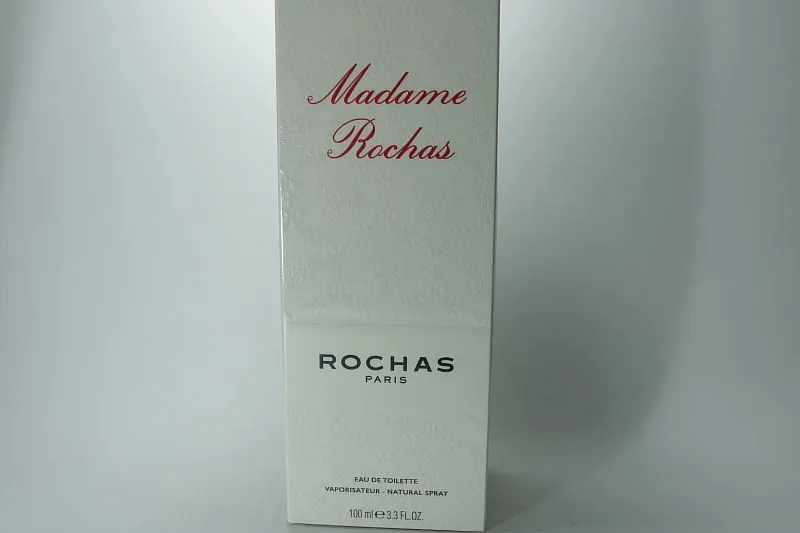 Madame
Rochas
ROCHAS
PARIS
EAU DE TOILETTE
VAPORISATEUR - NATURAL SPRAY
100 ml ℮ 3.3 FL.OZ.